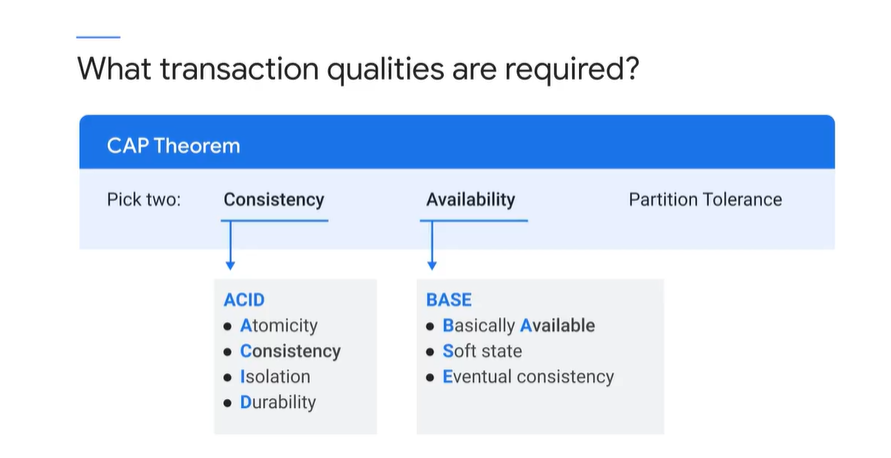 What transaction qualities are required?
CAP Theorem
Pick two: Consistency Availability Partition Tolerance
ACID
• Atomicity
• Consistency
• Isolation
• Durability
BASE
• Basically Available
• Soft state
• Eventual consistency